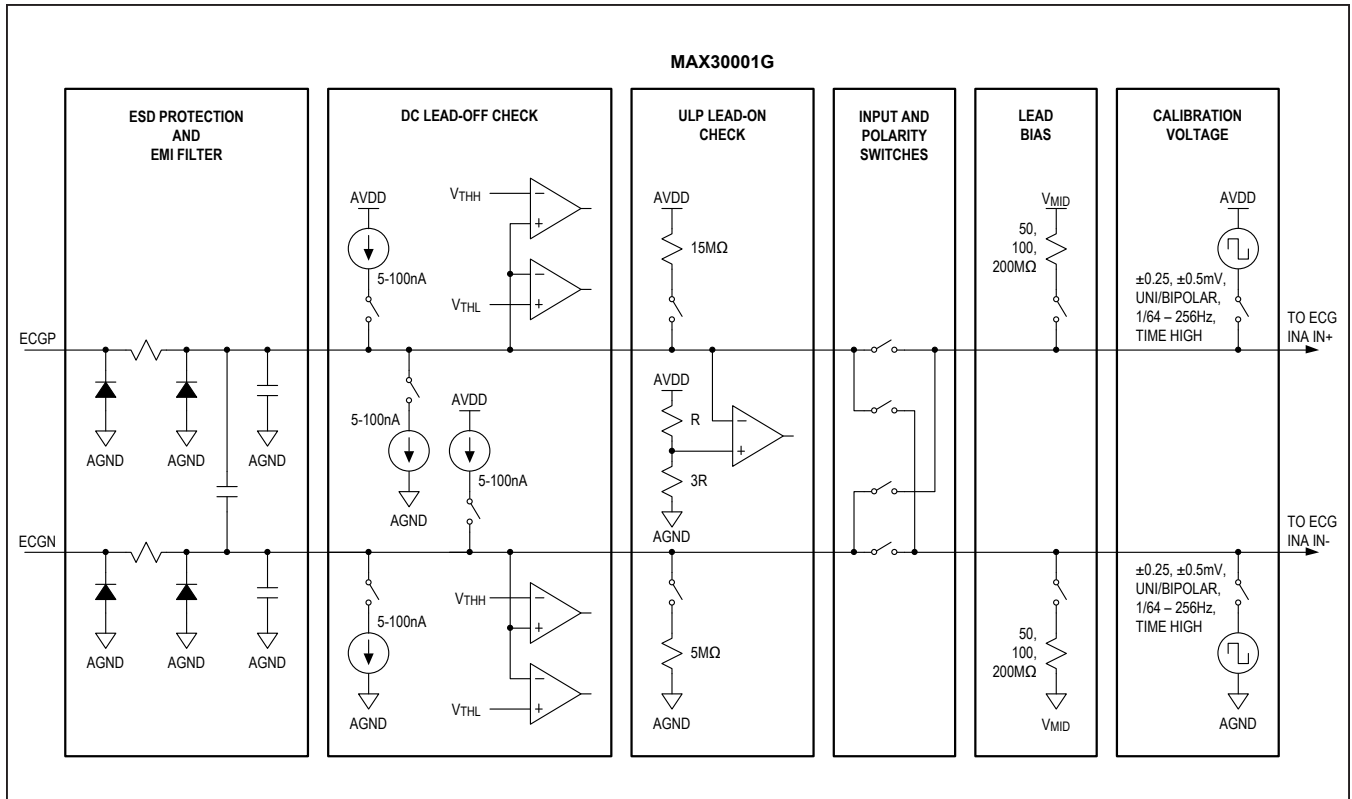 MAX30001G
ESD PROTECTION
AND
EMI FILTER
DC LEAD-OFF CHECK
ULP LEAD-ON
CHECK
INPUT AND
POLARITY
SWITCHES
LEAD
BIAS
CALIBRATION
VOLTAGE
ECGP
AGND
AGND
AGND
ECGN
AGND
AGND
AGND
AVDD
5-100nA
VTHH
−
+
−
VTHL
+
5-100nA
AGND
AVDD
5-100nA
5-100nA
AGND
VTHH
−
+
−
VTHL
+
AVDD
15MΩ
AVDD
R
3R
AGND
−
+
5MΩ
AGND
VMID
50,
100,
200MΩ
50,
100,
200MΩ
VMID
AVDD
±0.25, ±0.5mV,
UNI/BIPOLAR,
1/64 – 256Hz,
TIME HIGH
TO ECG
INA IN+
TO ECG
INA IN-
±0.25, ±0.5mV,
UNI/BIPOLAR,
1/64 – 256Hz,
TIME HIGH
AGND